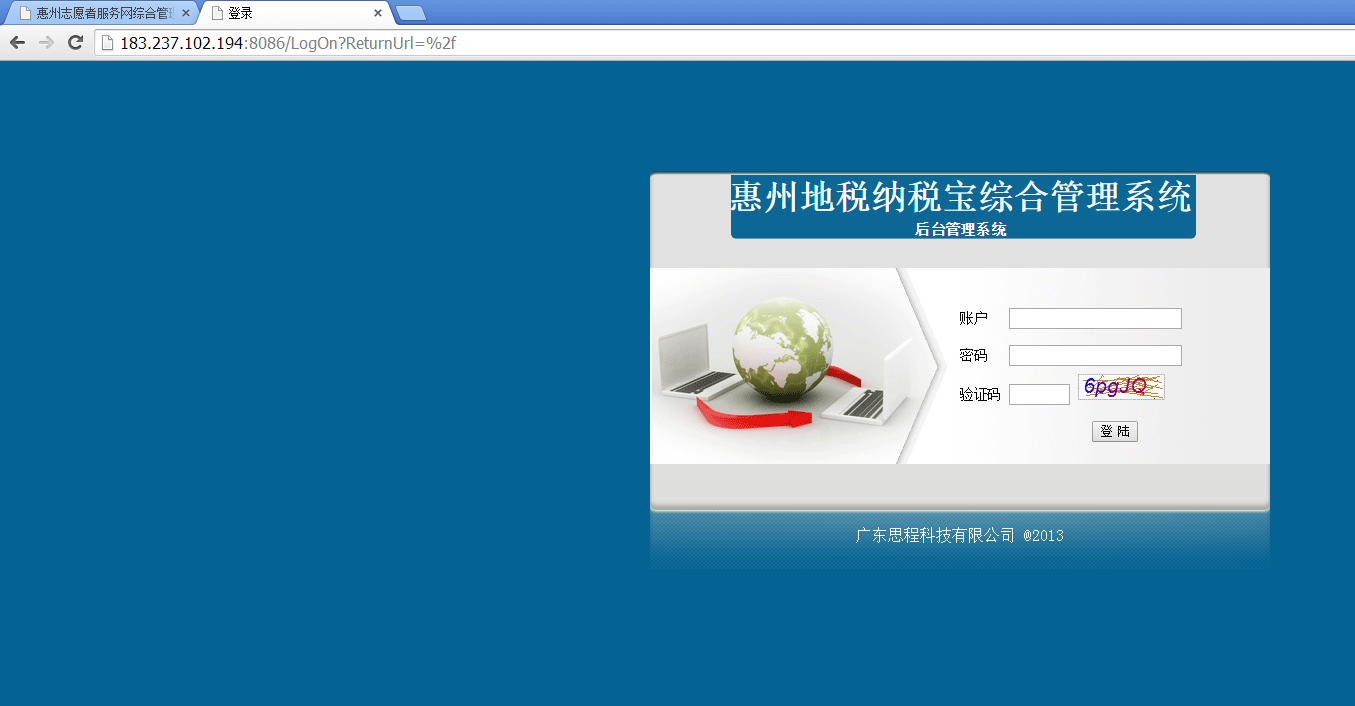 惠州志愿者服务网综合管
登录
183.237.102.194:8086/LogOn?ReturnUrl=%2f
惠州地税纳税宝综合管理系统
后台管理系统
账户
密码
验证码
6pgJQ
登 陆
广东思程科技有限公司 @2013